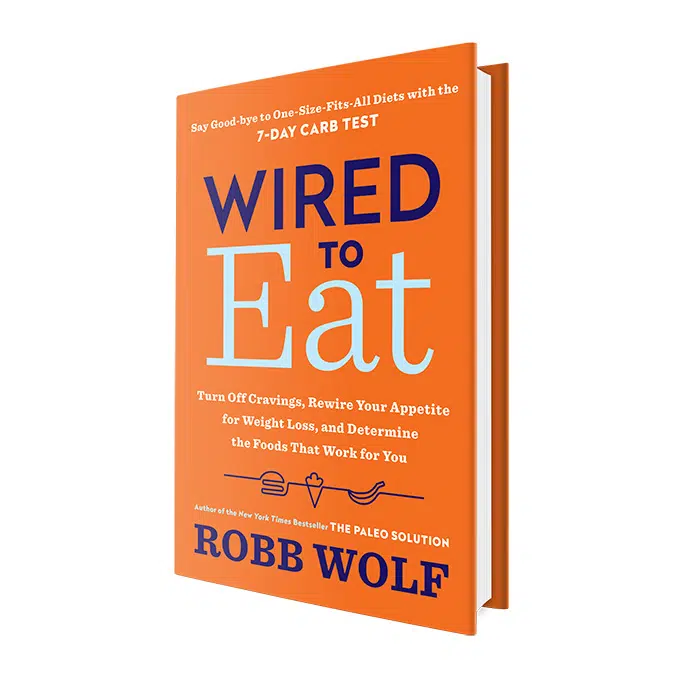 Say Good-bye to One-Size-Fits-All Diets with the
7-DAY CARB TEST
WIRED
TO
Eat
Turn Off Cravings, Rewire Your Appetite
for Weight Loss, and Determine
the Foods That Work for You
Author of the New York Times Bestseller THE PALEO SOLUTION
ROBB WOLF